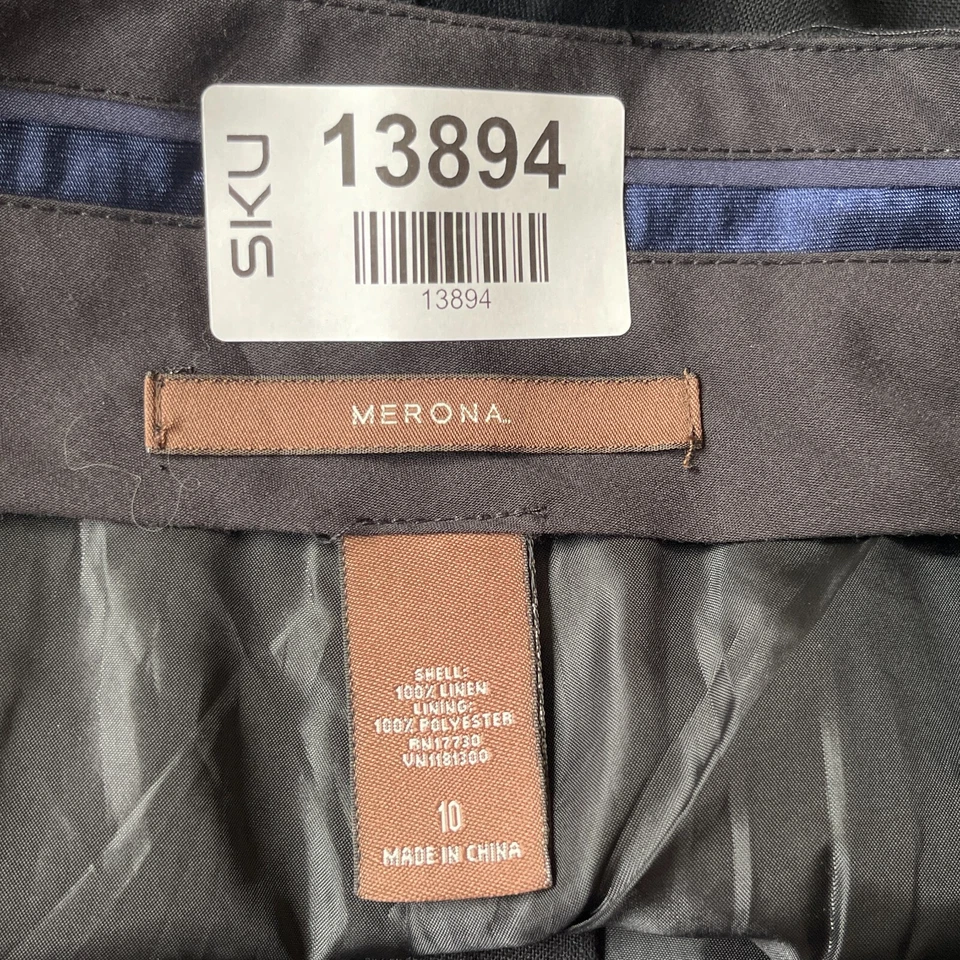 SKU
13894
13894
MERONA
SHELL:
100% LINEN
LINING:
100% POLYESTER
RN17730
VN1181300
10
MADE IN CHINA